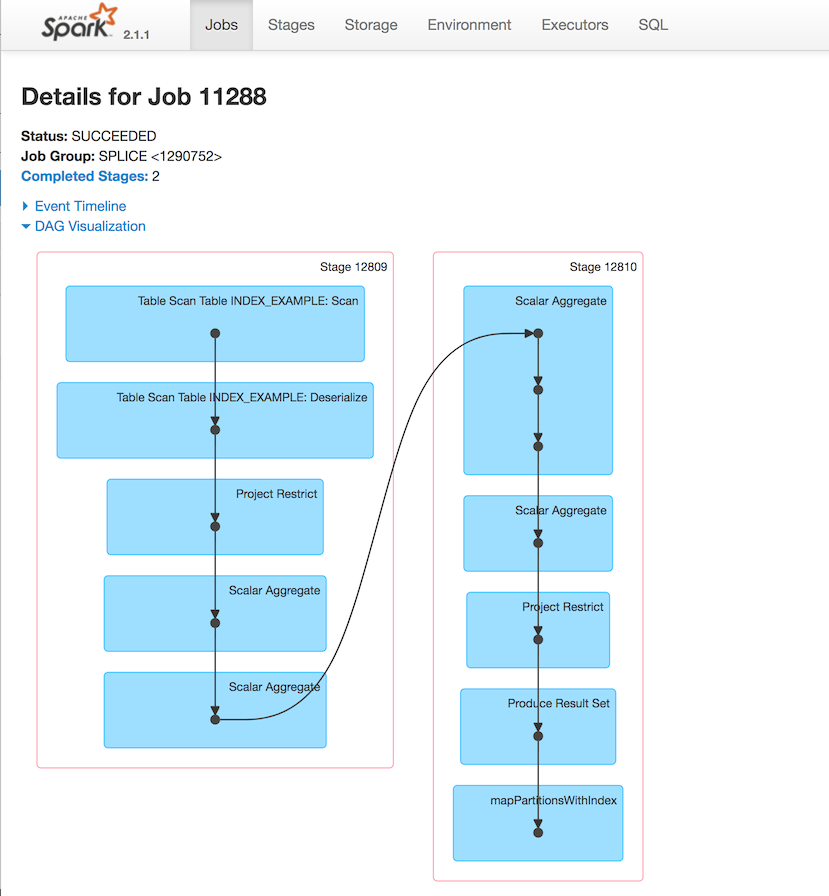 APACHE
Spark 2.1.1 Jobs Stages Storage Environment Executors SQL
Details for Job 11288
Status: SUCCEEDED
Job Group: SPLICE <1290752>
Completed Stages: 2
Event Timeline
DAG Visualization
Stage 12809
Table Scan Table INDEX_EXAMPLE: Scan
Table Scan Table INDEX_EXAMPLE: Deserialize
Project Restrict
Scalar Aggregate
Scalar Aggregate
Stage 12810
Scalar Aggregate
Scalar Aggregate
Project Restrict
Produce Result Set
mapPartitionsWithIndex